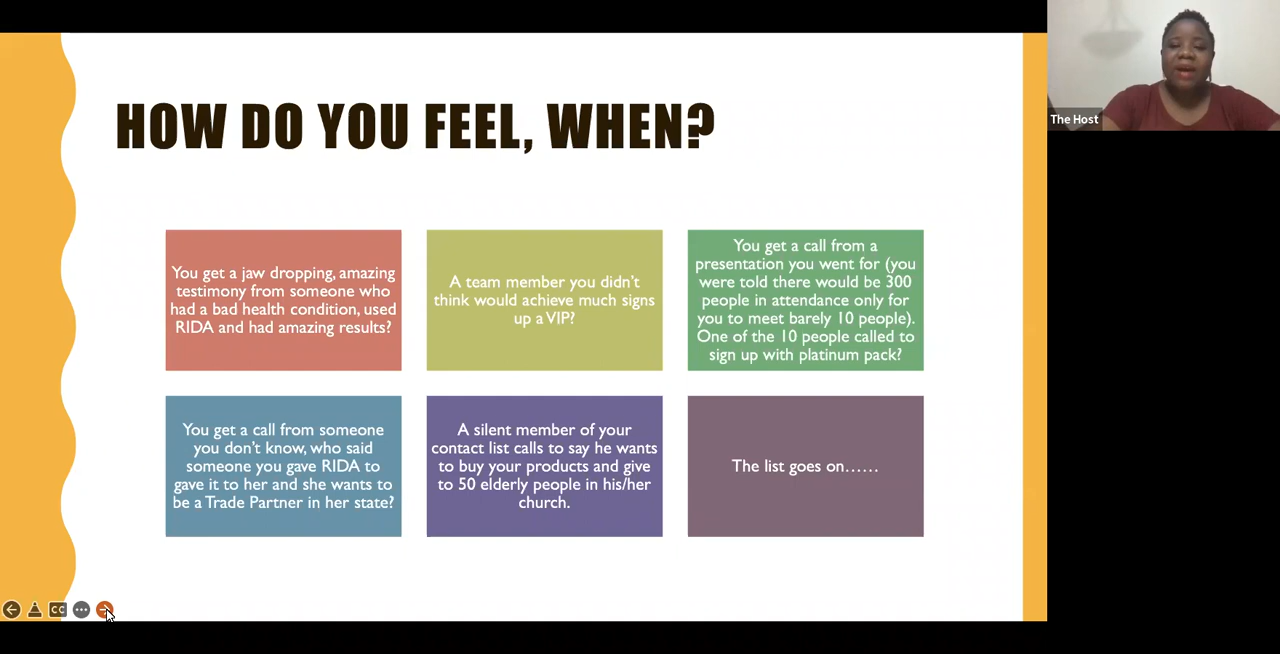 HOW DO YOU FEEL, WHEN?
You get a jaw dropping, amazing
testimony from someone who
had a bad health condition, used
RIDA and had amazing results?
A team member you didn't
think would achieve much signs
up a VIP?
You get a call from a
presentation you went for (you
were told there would be 300
people in attendance only for
you to meet barely 10 people).
One of the 10 people called to
sign up with platinum pack?
You get a call from someone
you don't know, who said
someone you gave RIDA to
gave it to her and she wants to
be a Trade Partner in her state?
A silent member of your
contact list calls to say he wants
to buy your products and give
to 50 elderly people in his/her
church.
The list goes on......
The Host
CC